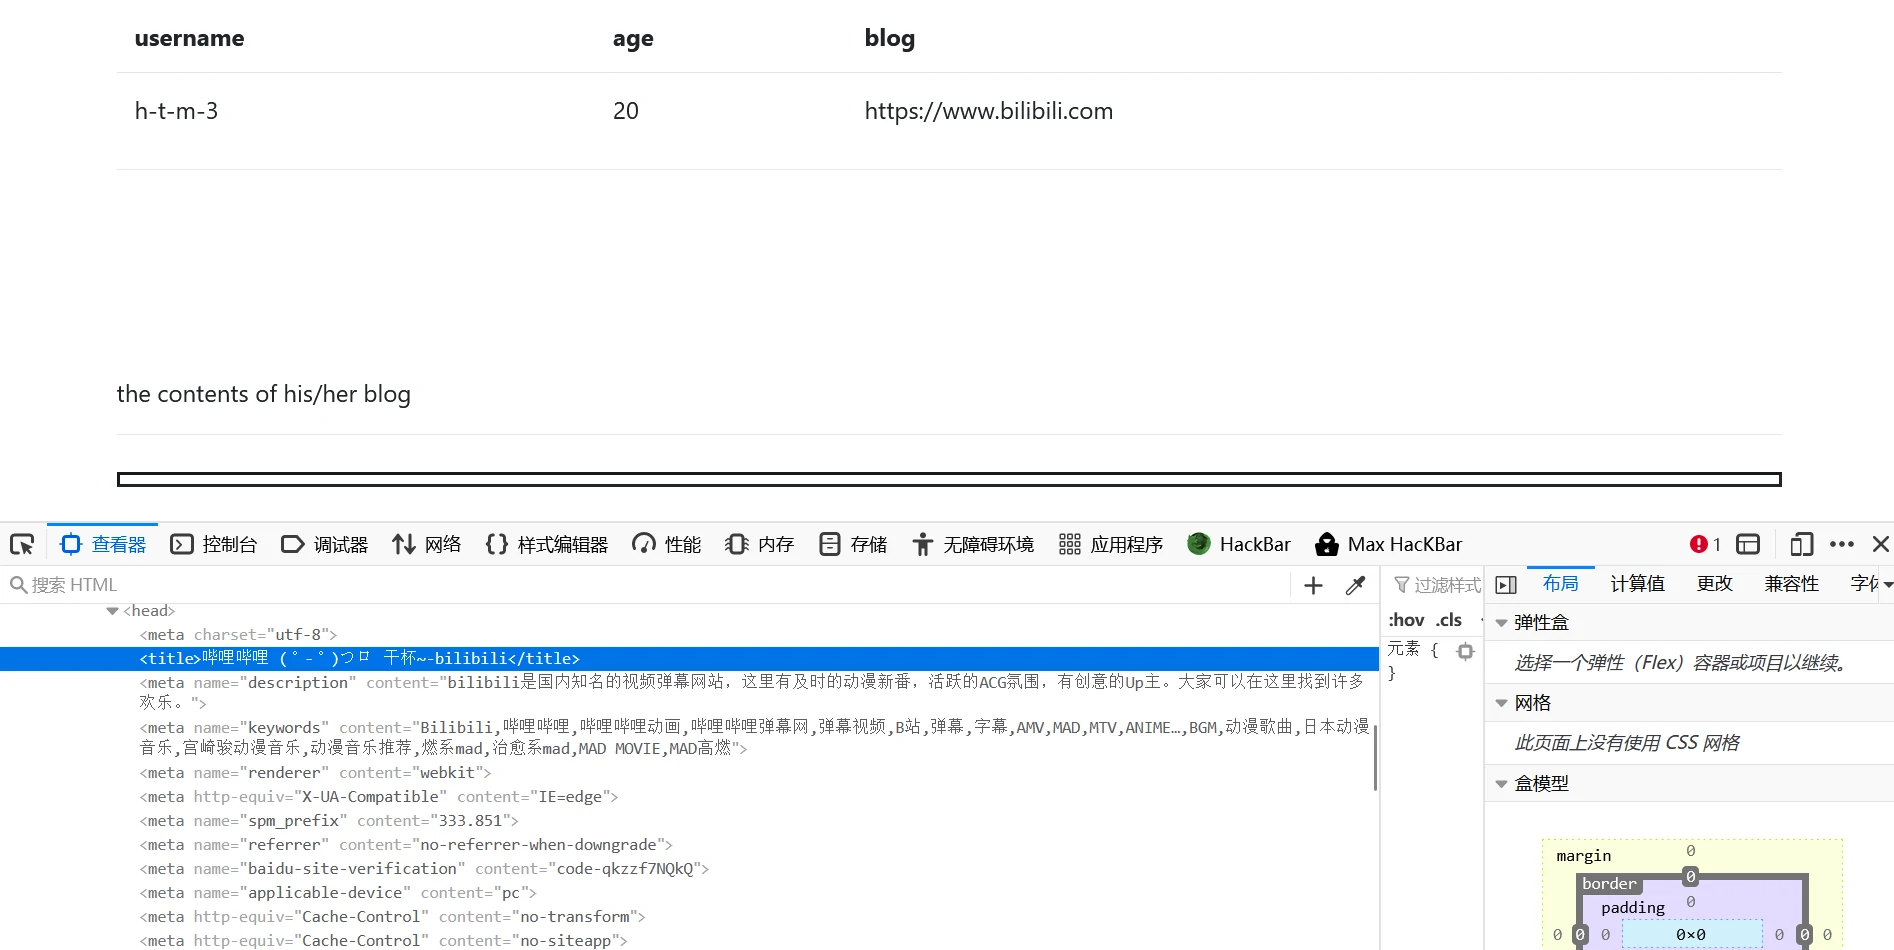 username age blog
h-t-m-3 20 https://www.bilibili.com
the contents of his/her blog
查看器 控制台 调试器 网络 样式编辑器 性能 内存 存储 无障碍环境 应用程序 HackBar Max HacKBar 1
搜索 HTML
<head>
<meta charset="utf-8">
<title>哔哩哔哩 (゜-゜)つロ 干杯~-bilibili</title>
<meta name="description" content="bilibili是国内知名的视频弹幕网站，这里有及时的动漫新番，活跃的ACG氛围，有创意的Up主。大家可以在这里找到许多
欢乐。">
<meta name="keywords" content="Bilibili,哔哩哔哩,哔哩哔哩动画,哔哩哔哩弹幕网,弹幕视频,B站,弹幕,字幕,AMV,MAD,MTV,ANIME…,BGM,动漫歌曲,日本动漫
音乐,宫崎骏动漫音乐,动漫音乐推荐,燃系mad,治愈系mad,MAD MOVIE,MAD高燃">
<meta name="renderer" content="webkit">
<meta http-equiv="X-UA-Compatible" content="IE=edge">
<meta name="spm_prefix" content="333.851">
<meta name="referrer" content="no-referrer-when-downgrade">
<meta name="baidu-site-verification" content="code-qkzzf7NQkQ">
<meta name="applicable-device" content="pc">
<meta http-equiv="Cache-Control" content="no-transform">
<meta http-equiv="Cache-Control" content="no-siteapp">
过滤样式
:hov .cls
元素 {
}
布局 计算值 更改 兼容性
弹性盒
选择一个弹性（Flex）容器或项目以继续。
网格
此页面上没有使用 CSS 网格
盒模型
margin 0
border 0
padding 0
0 0 0 0×0 0 0 0